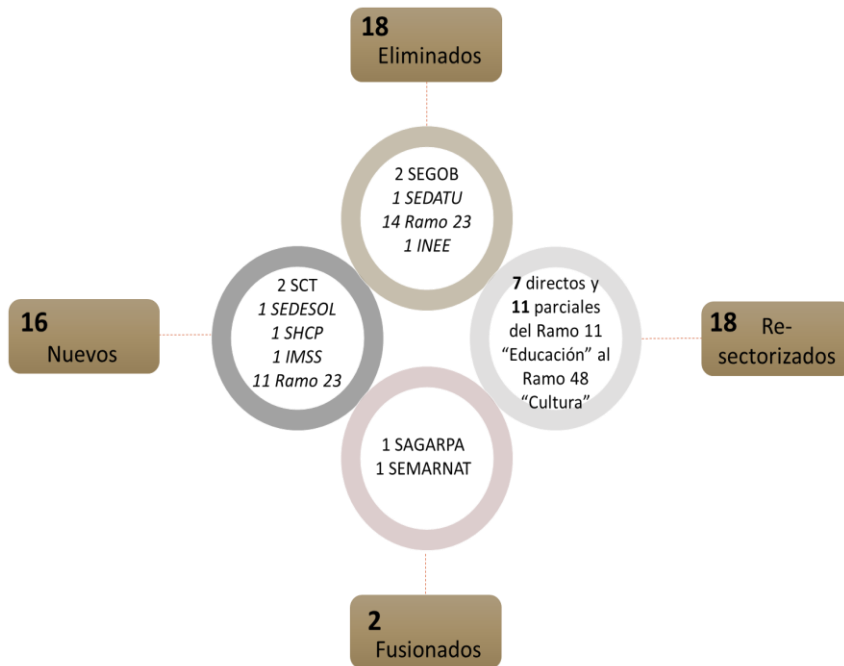 18
Eliminados
2 SEGOB
1 SEDATU
14 Ramo 23
1 INEE
16
Nuevos
2 SCT
1 SEDESOL
1 SHCP
1 IMSS
11 Ramo 23
7 directos y
11 parciales
del Ramo 11
“Educación” al
Ramo 48
“Cultura”
18 Re-
sectorizados
1 SAGARPA
1 SEMARNAT
2
Fusionados